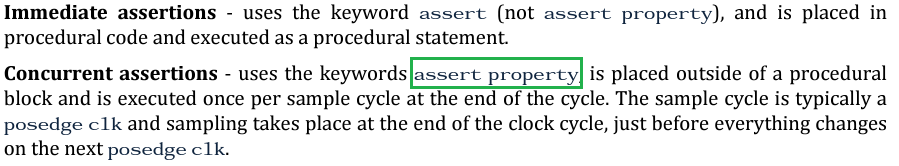 Immediate assertions - uses the keyword assert (not assert property), and is placed in
procedural code and executed as a procedural statement.
Concurrent assertions - uses the keywords assert property, is placed outside of a procedural
block and is executed once per sample cycle at the end of the cycle. The sample cycle is typically a
posedge clk and sampling takes place at the end of the clock cycle, just before everything changes
on the next posedge clk.